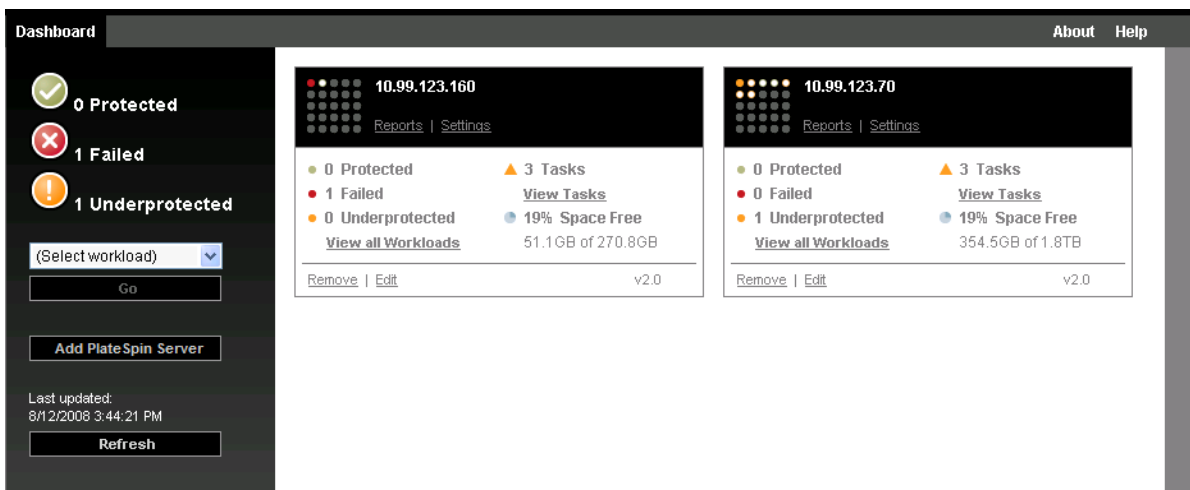 Dashboard
About Help
0 Protected
1 Failed
1 Underprotected
(Select workload)
Go
Add PlateSpin Server
Last updated:
8/12/2008 3:44:21 PM
Refresh
10.99.123.160
Reports | Settings
0 Protected
1 Failed
0 Underprotected
View all Workloads
3 Tasks
View Tasks
19% Space Free
51.1GB of 270.8GB
Remove | Edit
v2.0
10.99.123.70
Reports | Settings
0 Protected
0 Failed
1 Underprotected
View all Workloads
3 Tasks
View Tasks
19% Space Free
354.5GB of 1.8TB
Remove | Edit
v2.0